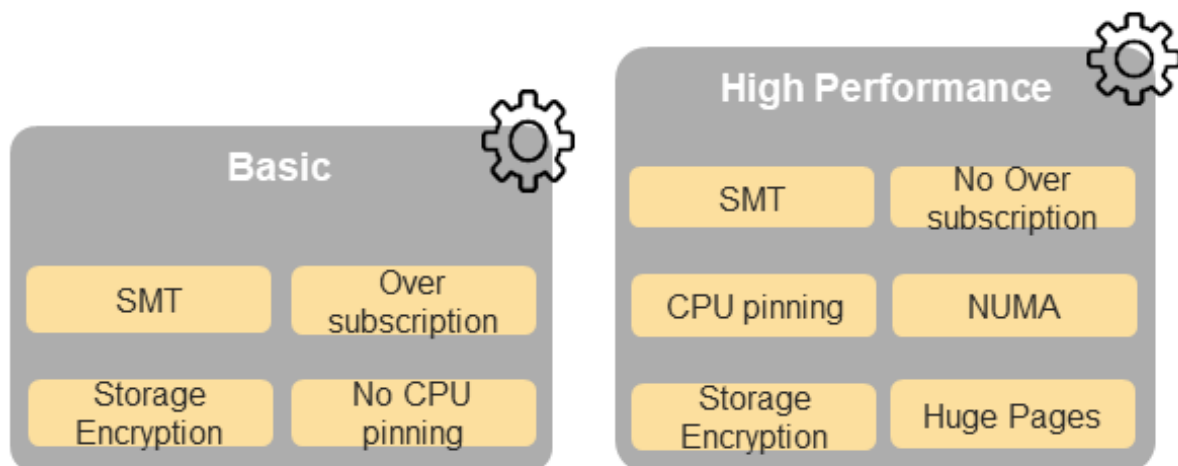 Basic
SMT
Over
subscription
Storage
Encryption
No CPU
pinning
High Performance
SMT
No Over
subscription
CPU pinning
NUMA
Storage
Encryption
Huge Pages